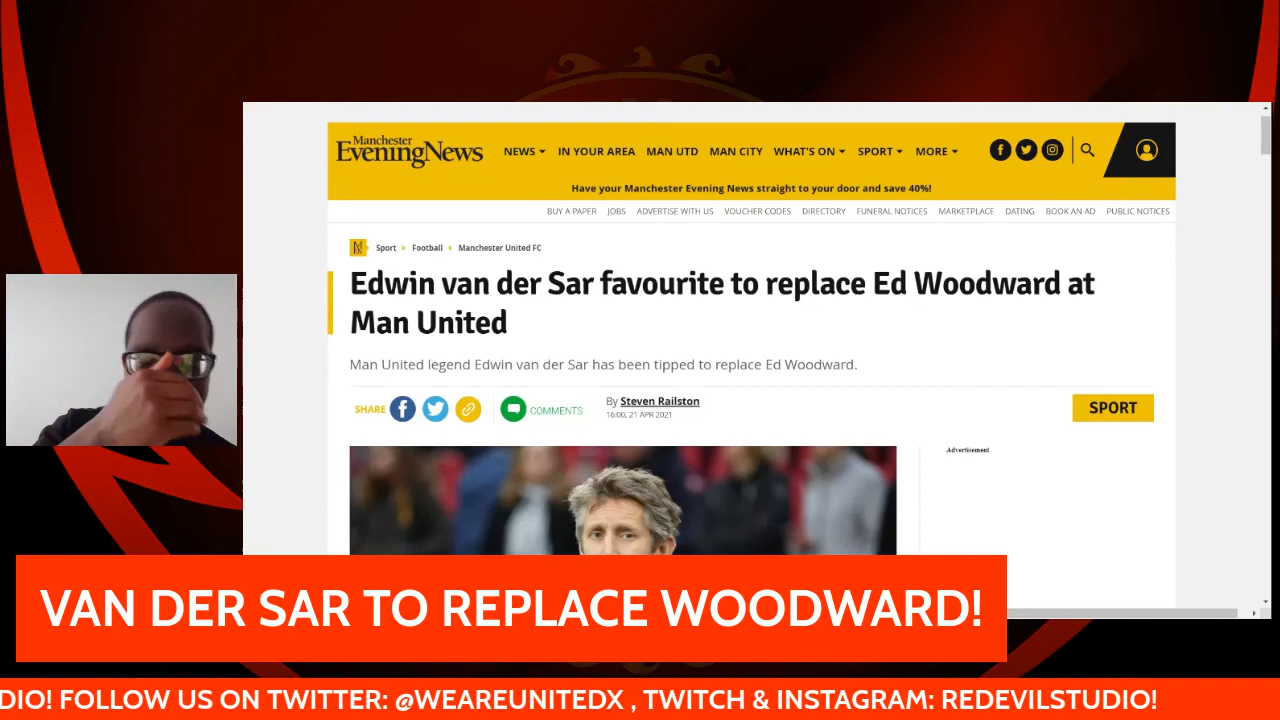 Manchester
Evening News
NEWS
IN YOUR AREA
MAN UTD
MAN CITY
WHAT'S ON
SPORT
MORE
Have your Manchester Evening News straight to your door and save 40%!
BUY A PAPER
JOBS
ADVERTISE WITH US
VOUCHER CODES
DIRECTORY
FUNERAL NOTICES
MARKETPLACE
DATING
BOOK AN AD
PUBLIC NOTICES
Sport
Football
Manchester United FC
Edwin van der Sar favourite to replace Ed Woodward at
Man United
Man United legend Edwin van der Sar has been tipped to replace Ed Woodward.
SHARE
COMMENTS
By Steven Railston
16:00, 21 APR 2021
SPORT
Advertisement
VAN DER SAR TO REPLACE WOODWARD!
DIO! FOLLOW US ON TWITTER: @WEAREUNITEDX , TWITCH & INSTAGRAM: REDEVILSTUDIO!